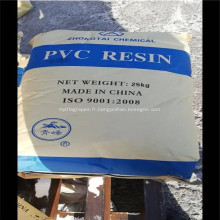 ZHONGTAI CHEMICAL
PVC RESIN
NET WEIGHT: 25kg
MADE IN CHINA
ISO 9001:2008